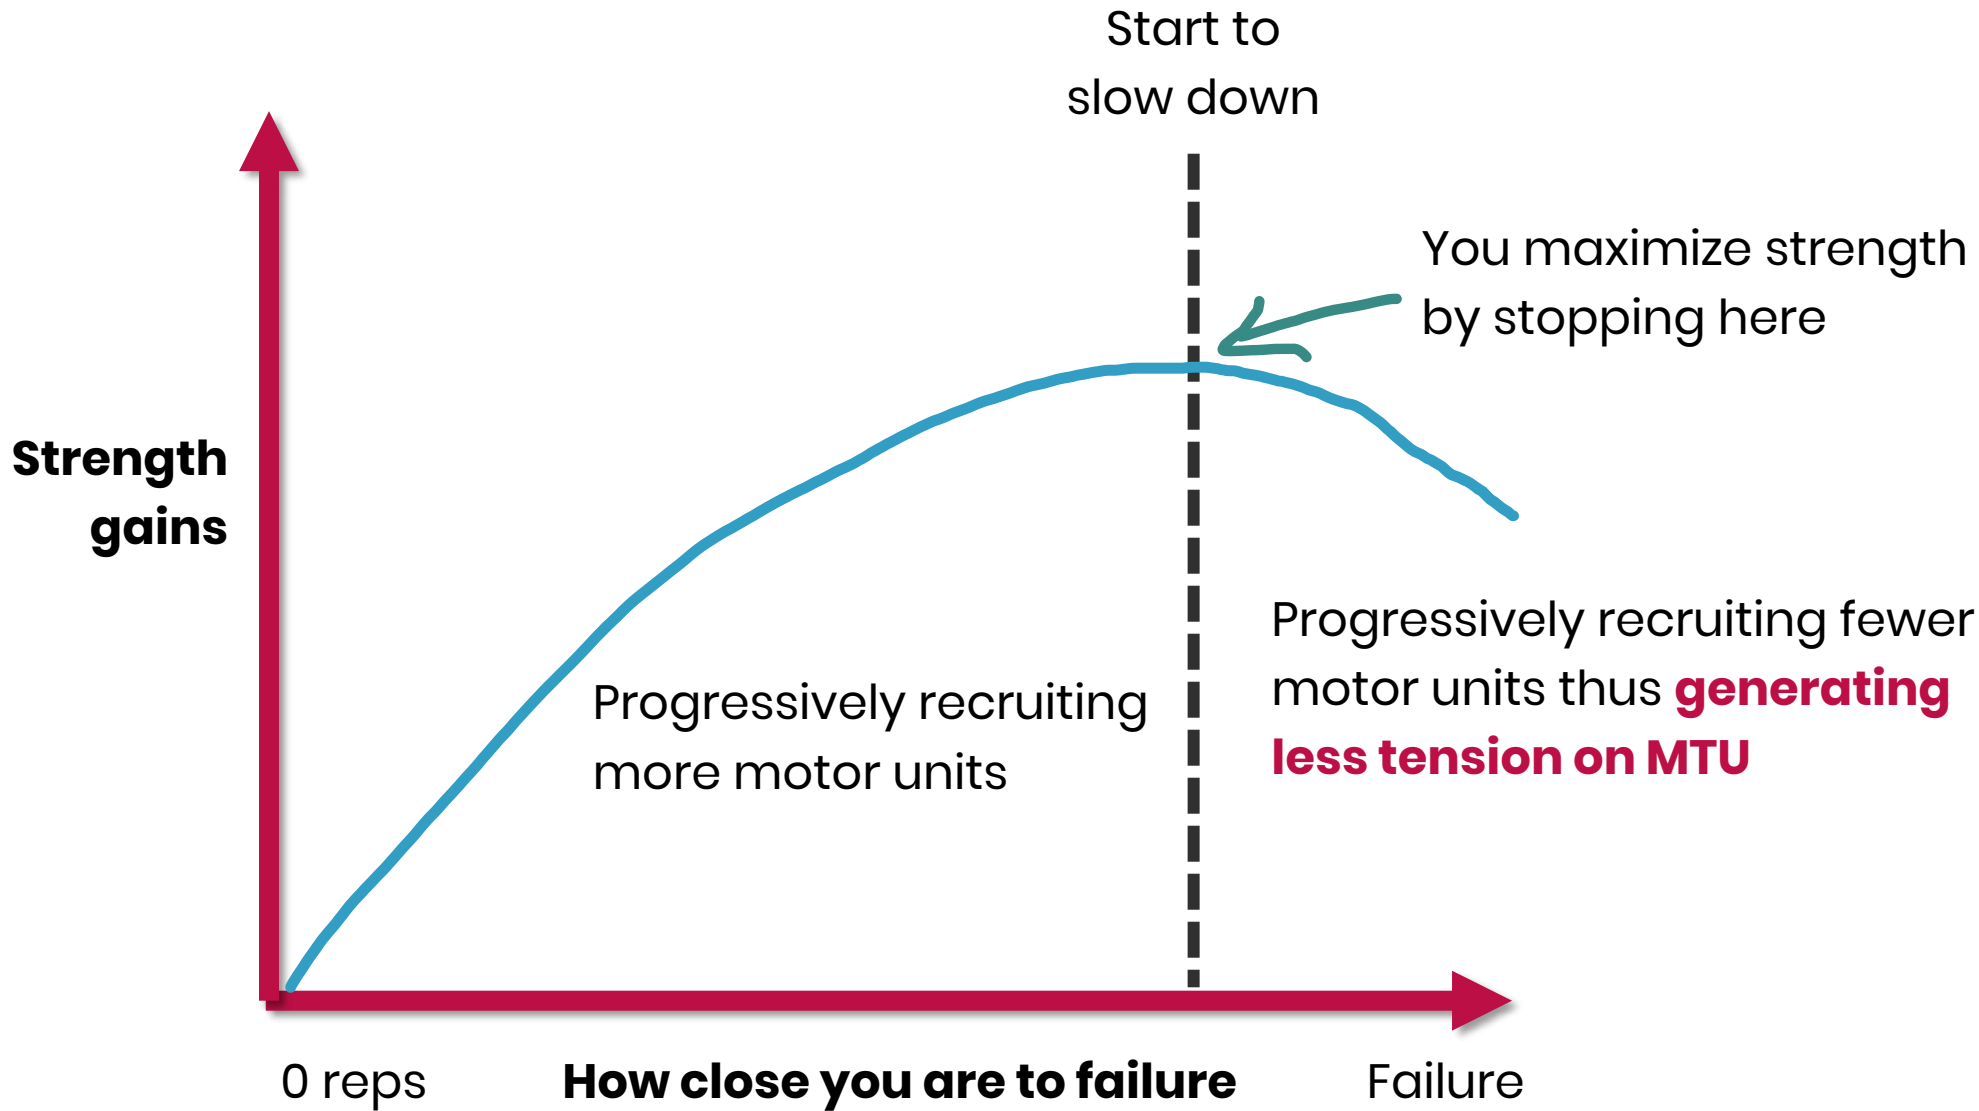 Start to
slow down
You maximize strength
by stopping here
Strength
gains
Progressively recruiting
more motor units
Progressively recruiting fewer
motor units thus generating
less tension on MTU
0 reps
How close you are to failure
Failure